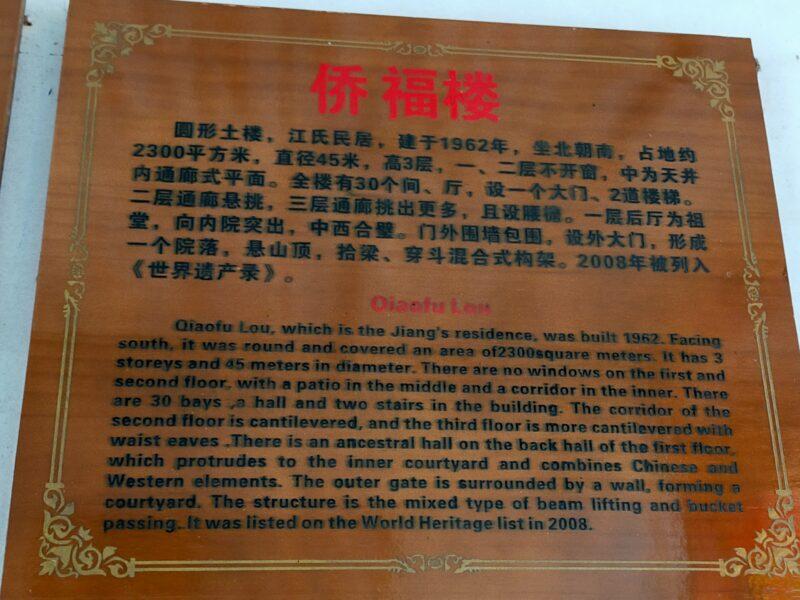 侨福楼
圆形土楼，江氏民居，建于1962年，坐北朝南，占地约
2300平方米，直径45米，高3层，一、二层不开窗，中为天井
内通廊式平面。全楼有30个间、厅，设一个大门、2道楼梯。
二层通廊悬挑，三层通廊挑出更多，且设腰檐。一层后厅为祖
堂，向内院突出，中西合璧。门外围墙包围，设外大门，形成
一个院落，悬山顶，抬梁、穿斗混合式构架。2008年被列入
《世界遗产录》。
Qiaofu Lou
Qiaofu Lou, which is the Jiang's residence, was built 1962. Facing
south, it was round and covered an area of2300square meters. It has 3
storeys and 45 meters in diameter. There are no windows on the first and
second floor, with a patio in the middle and a corridor in the inner. There
are 30 bays ,a hall and two stairs in the building. The corridor of the
second floor is cantilevered, and the third floor is more cantilevered with
waist eaves .There is an ancestral hall on the back hall of the first floor,
which protrudes to the inner courtyard and combines Chinese and
Western elements. The outer gate is surrounded by a wall, forming a
courtyard. The structure is the mixed type of beam lifting and bucket
passing. It was listed on the World Heritage list in 2008.